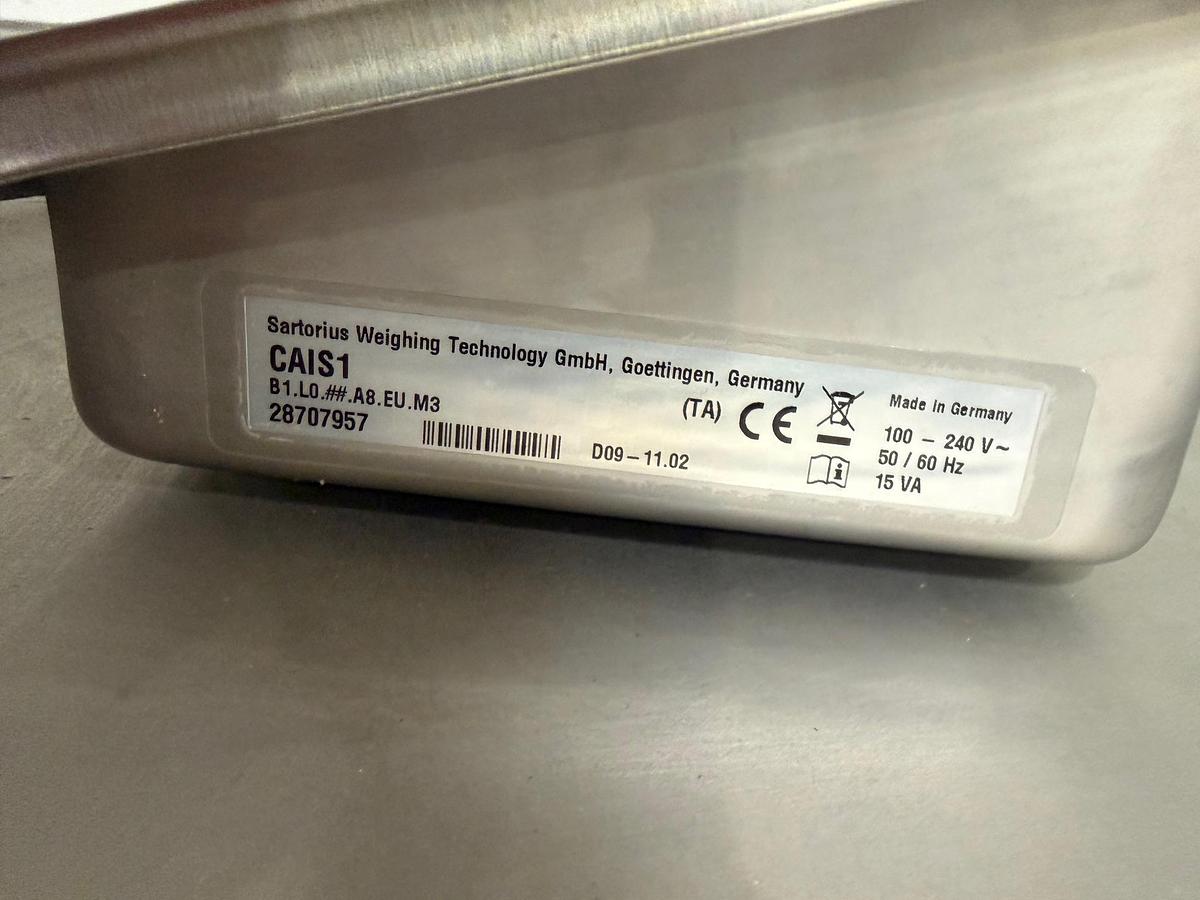 Sartorius Weighing Technology GmbH, Goettingen, Germany
CAIS1
B1.L0.##.A8.EU.M3
28707957
D09-11.02
(TA) CE
Made in Germany
100 - 240 V~
50 / 60 Hz
15 VA